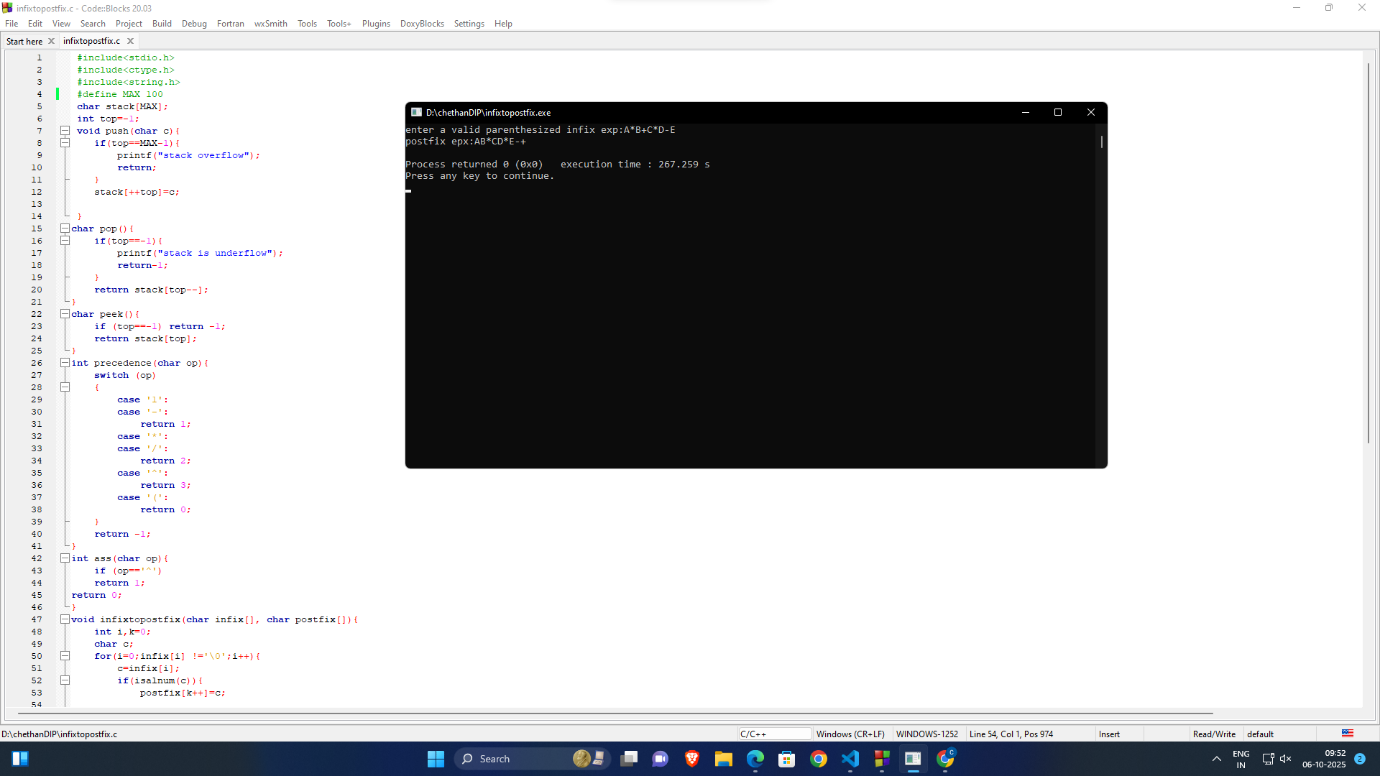 infixtopostfix.c - Code::Blocks 20.03
File Edit View Search Project Build Debug Fortran wxSmith Tools Tools+ Plugins DoxyBlocks Settings Help
Start here infixtopostfix.c
1 #include<stdio.h>
2 #include<ctype.h>
3 #include<string.h>
4 #define MAX 100
5 char stack[MAX];
6 int top=-1;
7 void push(char c){
8 if(top==MAX-1){
9 printf("stack overflow");
10 return;
11 }
12 stack[++top]=c;
13
14 }
15 char pop(){
16 if(top==-1){
17 printf("stack is underflow");
18 return-1;
19 }
20 return stack[top--];
21 }
22 char peek(){
23 if (top==-1) return -1;
24 return stack[top];
25 }
26 int precedence(char op){
27 switch (op)
28 {
29 case 'l':
30 case '-':
31 return 1;
32 case '*':
33 case '/':
34 return 2;
35 case '^':
36 return 3;
37 case '(':
38 return 0;
39 }
40 return -1;
41 }
42 int ass(char op){
43 if (op=='^')
44 return 1;
45 return 0;
46 }
47 void infixtopostfix(char infix[], char postfix[]){
48 int i,k=0;
49 char c;
50 for(i=0;infix[i] !='\0';i++){
51 c=infix[i];
52 if(isalnum(c)){
53 postfix[k++]=c;
54
D:\chethanDIP\infixtopostfix.exe
enter a valid parenthesized infix exp:A*B+C*D-E
postfix epx:AB*CD*E-+
Process returned 0 (0x0) execution time : 267.259 s
Press any key to continue.
D:\chethanDIP\infixtopostfix.c C/C++ Windows (CR+LF) WINDOWS-1252 Line 54, Col 1, Pos 974 Insert Read/Write default
Search
ENG
IN
09:52
06-10-2025
2